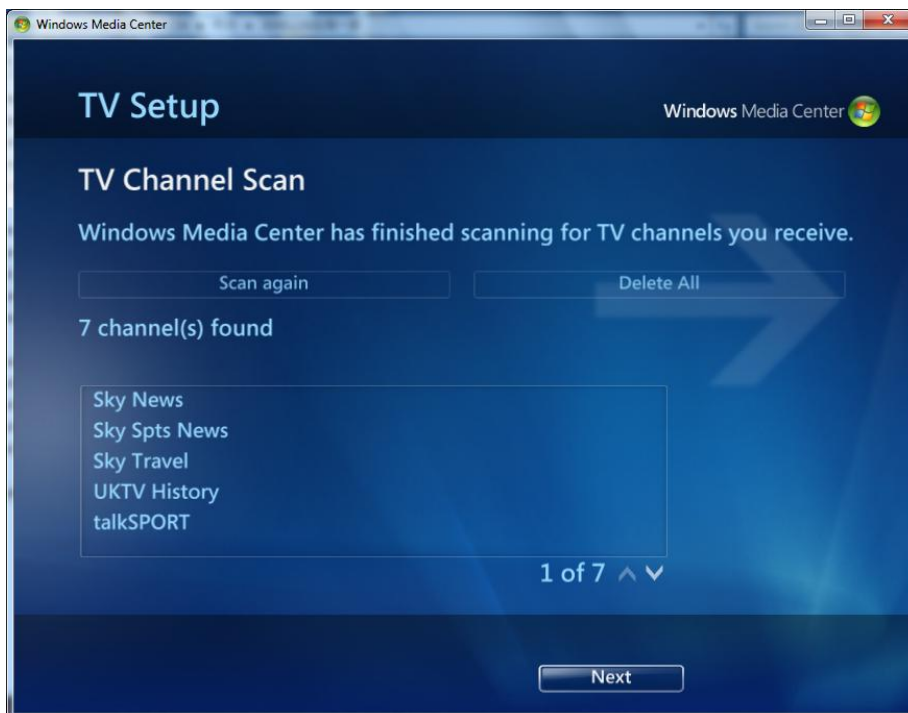 Windows Media Center
TV Setup
Windows Media Center
TV Channel Scan
Windows Media Center has finished scanning for TV channels you receive.
Scan again
Delete All
7 channel(s) found
Sky News
Sky Spts News
Sky Travel
UKTV History
talkSPORT
1 of 7
Next